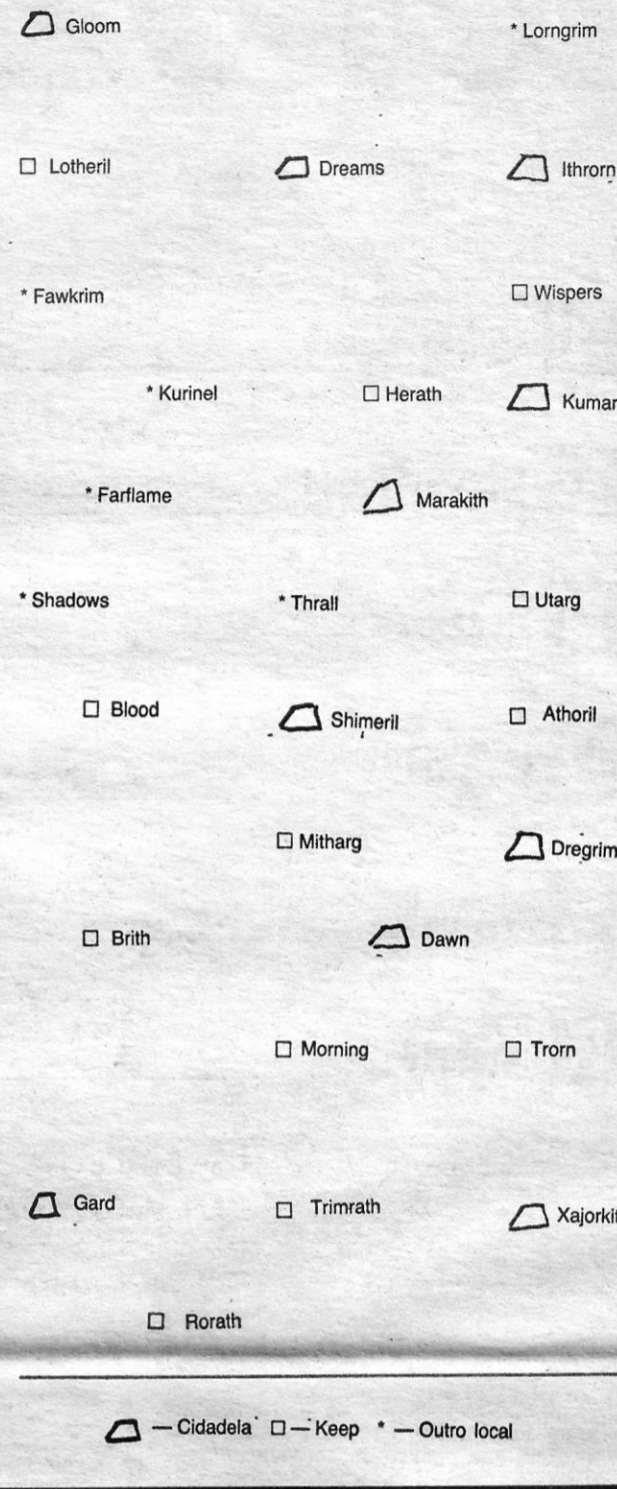 Gloom * Lorngrim
□ Lotheril Dreams Ithrorn
* Fawkrim □ Wispers
* Kurinel □ Herath Kumar
* Farflame Marakith
* Shadows * Thrall □ Utarg
□ Blood Shimeril □ Athoril
□ Mitharg Dregrim
□ Brith Dawn
□ Morning □ Trorn
Gard □ Trimrath Xajorkit
□ Rorath
— Cidadela □ — Keep * — Outro local